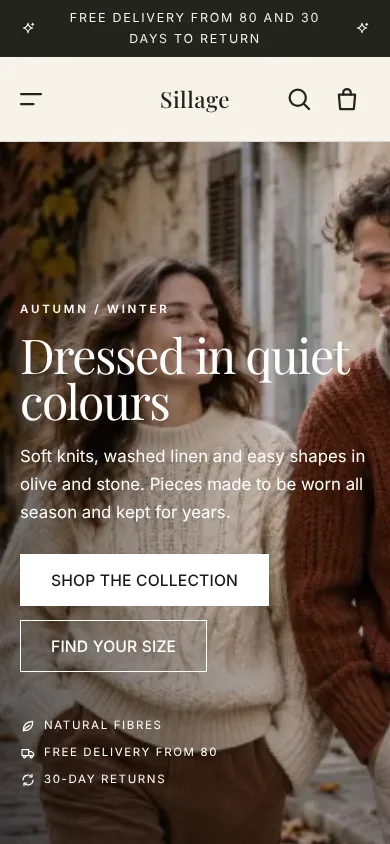 FREE DELIVERY FROM 80 AND 30
DAYS TO RETURN
Sillage
AUTUMN / WINTER
Dressed in quiet
colours
Soft knits, washed linen and easy shapes in
olive and stone. Pieces made to be worn all
season and kept for years.
SHOP THE COLLECTION
FIND YOUR SIZE
NATURAL FIBRES
FREE DELIVERY FROM 80
30-DAY RETURNS